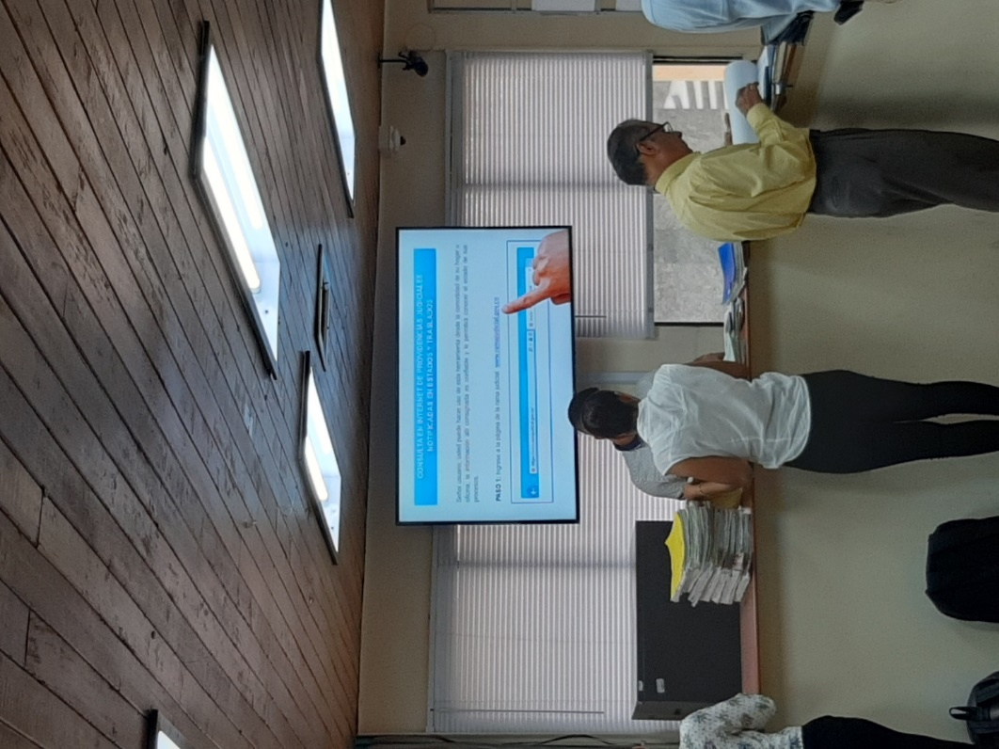 CONSULTA EN INTERNET DE PROVIDENCIAS JUDICIALES
NOTIFICADAS EN ESTADOS Y TRASLADOS
Señor usuario, usted puede hacer uso de esta herramienta desde la comodidad de su hogar u
oficina, la información allí consignada es confiable y le permitirá conocer el estado de sus
procesos.
PASO 1: Ingrese a la página de la rama judicial www.ramajudicial.gov.co